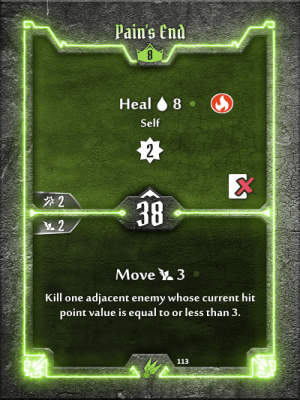 Pain's End
8
Heal 8
Self
2
2
38
2
Move 3
Kill one adjacent enemy whose current hit
point value is equal to or less than 3.
113